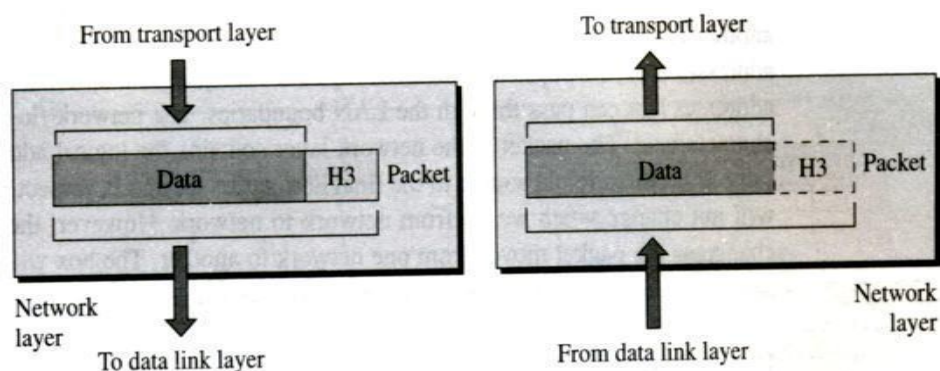 From transport layer
Data
H3
Packet
Network
layer
To data link layer
To transport layer
Data
H3
Packet
Network
layer
From data link layer